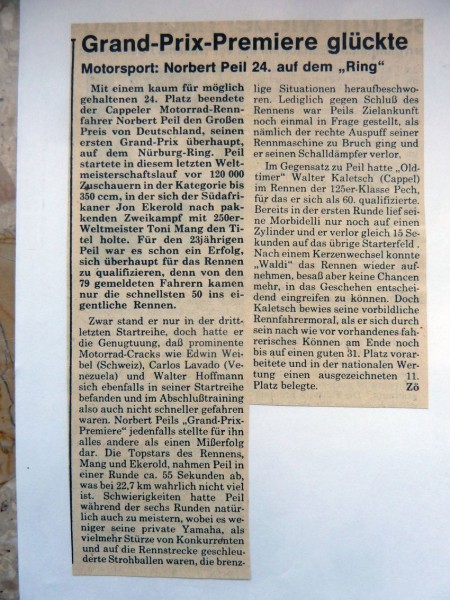 Grand-Prix-Premiere glückte
Motorsport: Norbert Peil 24. auf dem „Ring"
Mit einem kaum für möglich
gehaltenen 24. Platz beendete
der Cappeler Motorrad-Renn-
fahrer Norbert Peil den Großen
Preis von Deutschland, seinen
ersten Grand-Prix überhaupt,
auf dem Nürburg-Ring. Peil
startete in diesem letzten Welt-
meisterschaftslauf vor 120 000
Zuschauern in der Kategorie bis
350 ccm, in der sich der Südafri-
kaner Jon Ekerold nach pak-
kenden Zweikampf mit 250er-
Weltmeister Toni Mang den Ti-
tel holte. Für den 23jährigen
Peil war es schon ein Erfolg,
sich überhaupt für das Rennen
zu qualifizieren, denn von den
79 gemeldeten Fahrern kamen
nur die schnellsten 50 ins ei-
gentliche Rennen.
Zwar stand er nur in der dritt-
letzten Startreihe, doch hatte er
die Genugtuung, daß prominente
Motorrad-Cracks wie Edwin Wei-
bel (Schweiz), Carlos Lavado (Ve-
nezuela) und Walter Hoffmann
sich ebenfalls in seiner Startreihe
befanden und im Abschlußtraining
also auch nicht schneller gefahren
waren. Norbert Peils „Grand-Prix-
Premiere" jedenfalls stellte für ihn
alles andere als einen Mißerfolg
dar. Die Topstars des Rennens,
Mang und Ekerold, nahmen Peil in
einer Runde ca. 55 Sekunden ab,
was bei 22,7 km wahrlich nicht viel
ist. Schwierigkeiten hatte Peil
während der sechs Runden natür-
lich auch zu meistern, wobei es we-
niger seine private Yamaha, als
vielmehr Stürze von Konkurrenten
und auf die Rennstrecke geschleu-
derte Strohballen waren, die brenz-
lige Situationen heraufbeschwo-
ren. Lediglich gegen Schluß des
Rennens war Peils Zielankunft
noch einmal in Frage gestellt, als
nämlich der rechte Auspuff seiner
Rennmaschine zu Bruch ging und
er seinen Schalldämpfer verlor.
Im Gegensatz zu Peil hatte „Old-
timer" Walter Kaletsch (Cappel)
im Rennen der 125er-Klasse Pech,
für das er sich als 60. qualifizierte.
Bereits in der ersten Runde lief sei-
ne Morbidelli nur noch auf einen
Zylinder und er verlor gleich 15 Se-
kunden auf das übrige Starterfeld .
Nach einem Kerzenwechsel konnte
„Waldi" das Rennen wieder auf-
nehmen, besaß aber keine Chancen
mehr, in das Geschehen entschei-
dend eingreifen zu können. Doch
Kaletsch bewies seine vorbildliche
Rennfahrermoral, als er sich durch
sein nach wie vor vorhandenes fah-
rerisches Können am Ende noch
bis auf einen guten 31. Platz vorar-
beitete und in der nationalen Wer-
tung einen ausgezeichneten 11.
Platz belegte. Zö